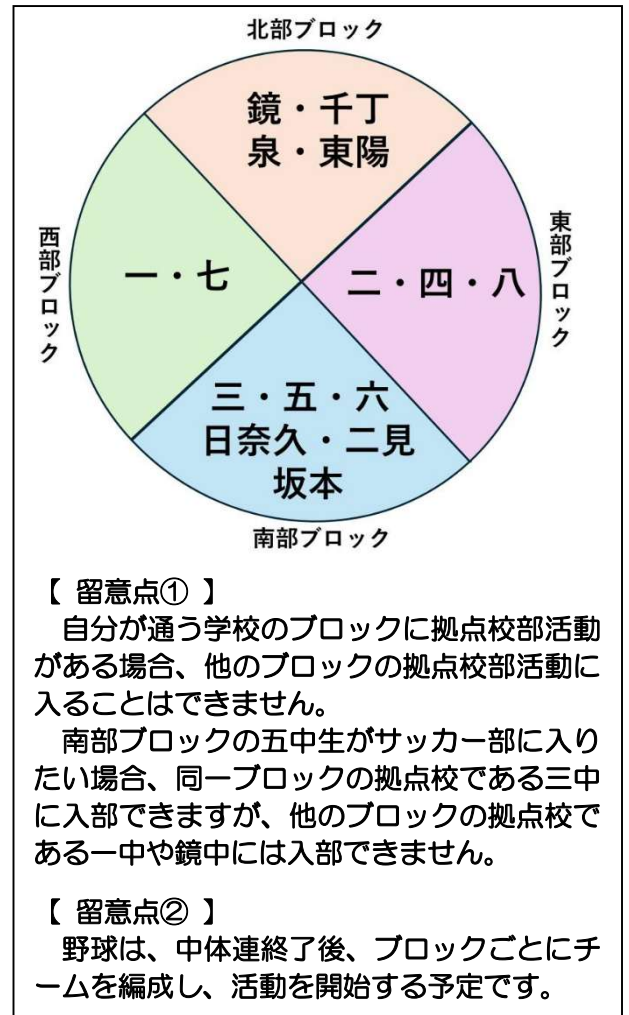 北部ブロック
鏡・千丁
泉・東陽
西部ブロック
一・七
二・四・八
東部ブロック
三・五・六
日奈久・二見
坂本
南部ブロック
【 留意点① 】
自分が通う学校のブロックに拠点校部活動
がある場合、他のブロックの拠点校部活動に
入ることはできません。
南部ブロックの五中生がサッカー部に入り
たい場合、同一ブロックの拠点校である三中
に入部できますが、他のブロックの拠点校で
ある一中や鏡中には入部できません。
【 留意点② 】
野球は、中体連終了後、ブロックごとにチ
ームを編成し、活動を開始する予定です。